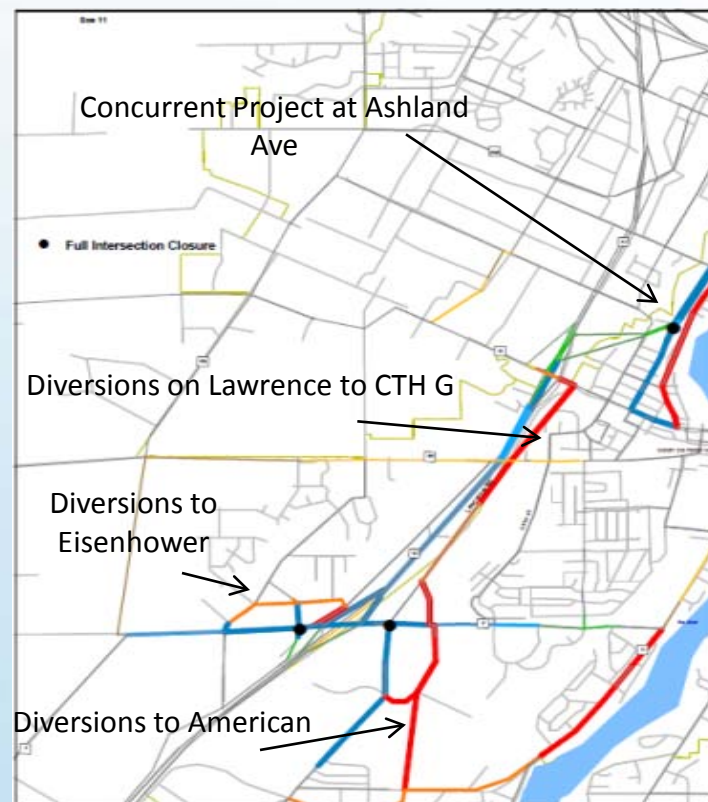 Concurrent Project at Ashland
Ave
Full Intersection Closure
Diversions on Lawrence to CTH G
Diversions to
Eisenhower
Diversions to American